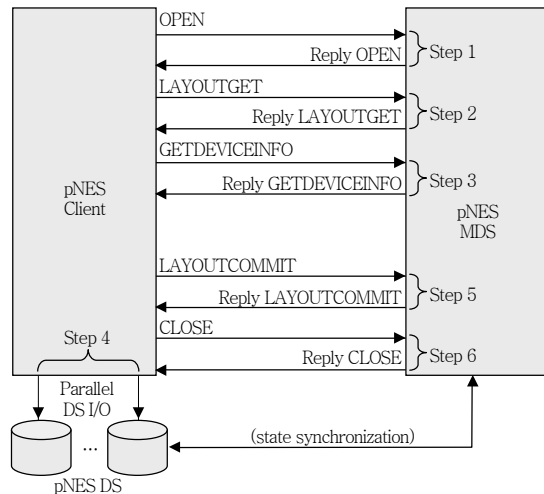 OPEN
Reply OPEN
Step 1
LAYOUTGET
Reply LAYOUTGET
Step 2
GETDEVICEINFO
Reply GETDEVICEINFO
Step 3
pNES
Client
pNES
MDS
LAYOUTCOMMIT
Reply LAYOUTCOMMIT
Step 5
CLOSE
Reply CLOSE
Step 6
Step 4
Parallel
DS I/O
...
(state synchronization)
pNES DS